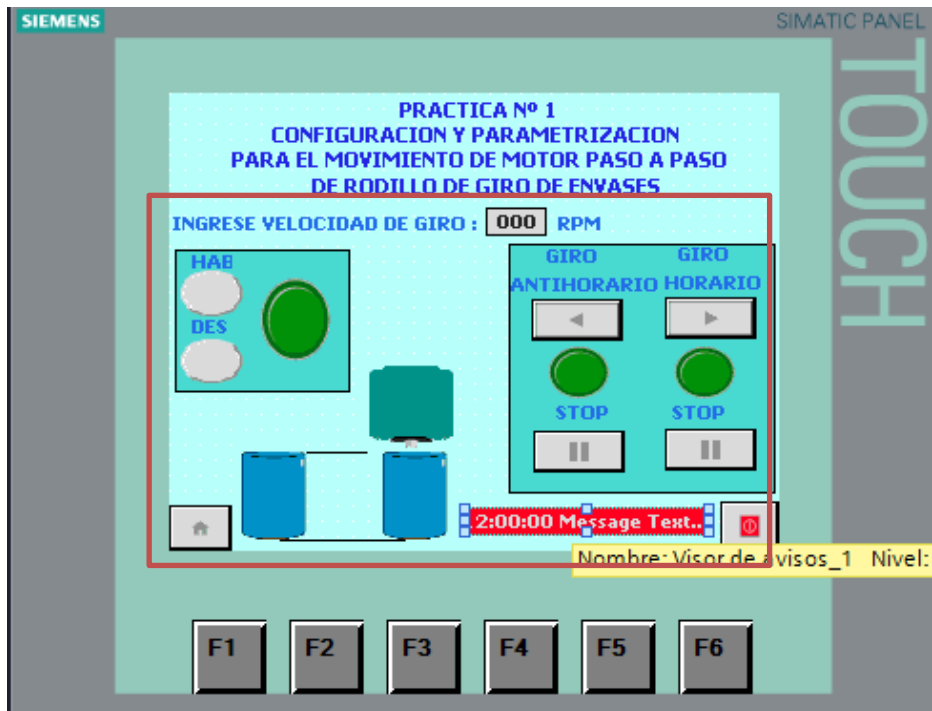 SIEMENS
SIMATIC PANEL
TOUCH
PRACTICA Nº 1
CONFIGURACION Y PARAMETRIZACION
PARA EL MOVIMIENTO DE MOTOR PASO A PASO
DE RODILLO DE GIRO DE ENVASES
INGRESE VELOCIDAD DE GIRO : 000 RPM
HAB
DES
GIRO ANTIHORARIO
GIRO HORARIO
STOP
STOP
2:00:00 Message Text..
Nombre: Visor de avisos_1 Nivel:
F1
F2
F3
F4
F5
F6